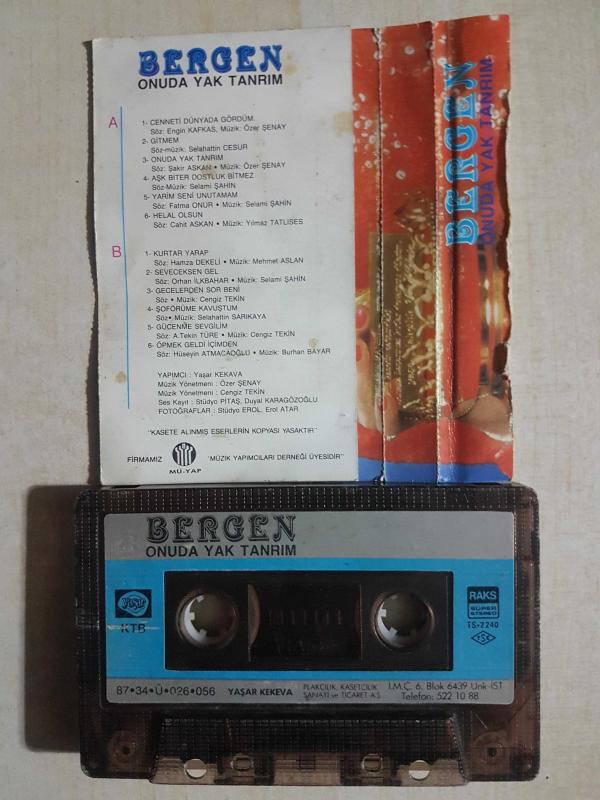 BERGEN
ONUDA YAK TANRIM
A
1- CENNETİ DÜNYADA GÖRDÜM
Söz: Engin KAFKAS, Müzik: Özer ŞENAY
2- GİTMEM
Söz-müzik: Selahattin CESUR
3- ONUDA YAK TANRIM
Söz: Şakir ASKAN • Müzik: Özer ŞENAY
4- AŞK BİTER DOSTLUK BİTMEZ
Söz-Müzik: Selami ŞAHİN
5- YARİM SENİ UNUTAMAM
Söz: Fatma ONUR • Müzik: Selami ŞAHİN
6- HELAL OLSUN
Söz: Cahit ASKAN • Müzik: Yılmaz TATLISES
B
1- KURTAR YARAP
Söz: Hamza DEKELİ • Müzik: Mehmet ASLAN
2- SEVECEKSEN GEL
Söz: Orhan İLKBAHAR • Müzik: Selami ŞAHİN
3- GECELERDEN SOR BENİ
Söz • Müzik: Cengiz TEKİN
4- ŞOFÖRÜME KAVUŞTUM
Söz• Müzik: Selahattin SARIKAYA
5- GÜCENME SEVGİLİM
Söz: A.Tekin TÜRE • Müzik: Cengiz TEKİN
6- ÖPMEK GELDİ İÇİMDEN
Söz: Hüseyin ATMACAOĞLU • Müzik: Burhan BAYAR
YAPIMCI : Yaşar KEKAVA
Müzik Yönetmeni : Özer ŞENAY
Müzik Yönetmeni : Cengiz TEKİN
Ses Kayıt : Stüdyo PİTAŞ, Duyal KARAGÖZOĞLU
FOTOĞRAFLAR : Stüdyo EROL, Erol ATAR
"KASETE ALINMIŞ ESERLERİN KOPYASI YASAKTIR"
FİRMAMIZ
MÜ-YAP
"MÜZİK YAPIMCILARI DERNEĞİ ÜYESİDİR"
BERGEN
ONUDA YAK TANRIM
BERGEN
ONUDA YAK TANRIM
KTB
RAKS
SÜPER
STEREO
TS-2240
TSE
87•34•Ü•026•056
YAŞAR KEKEVA
PLAKÇILIK, KASETÇİLİK
SANAYİ ve TİCARET A.Ş.
İ.M.Ç. 6. Blok 6439 Unk-İST
Telefon: 522 10 88